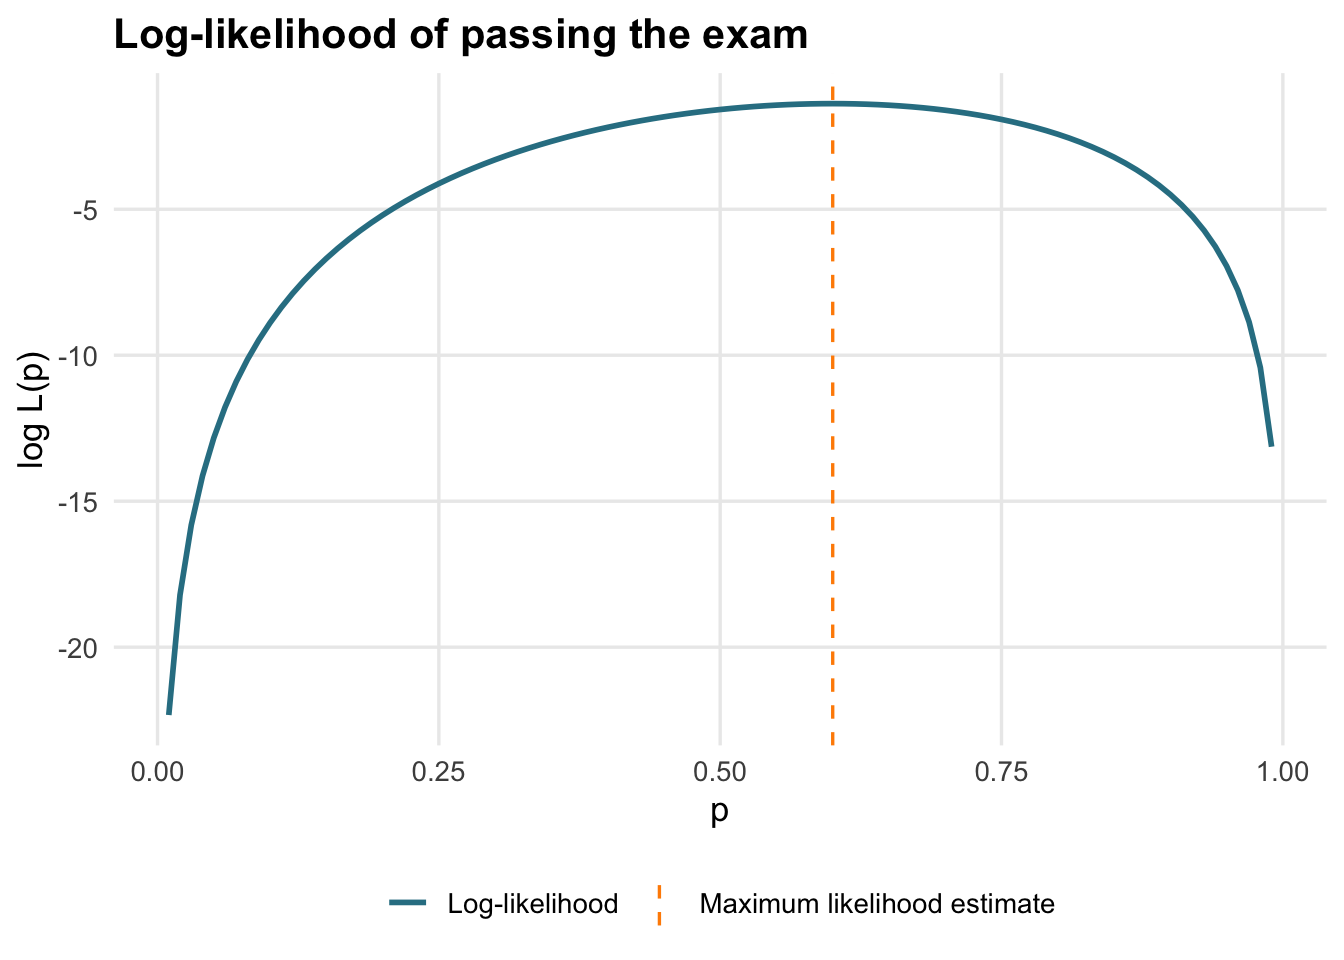 Log-likelihood of passing the exam
log L(p)
-5
-10
-15
-20
0.00 0.25 0.50 0.75 1.00
p
Log-likelihood Maximum likelihood estimate